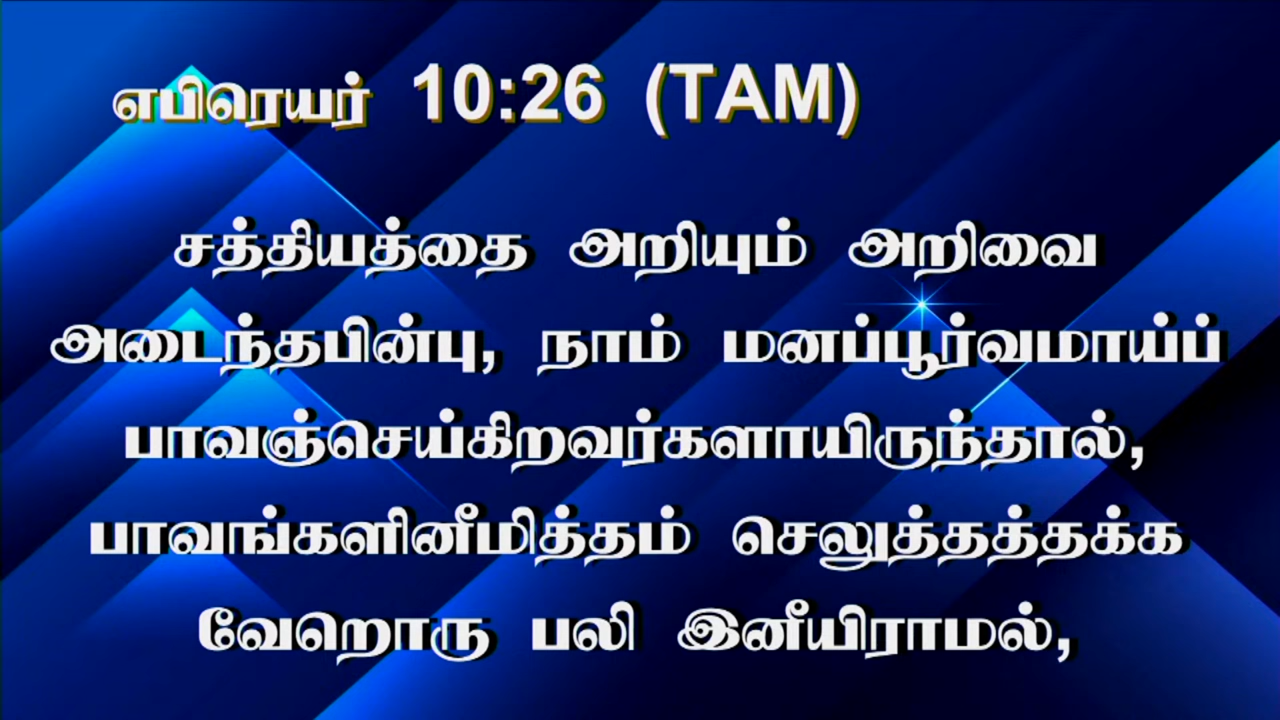 எபிரெயர் 10:26 (TAM)
சத்தியத்தை அறியும் அறிவை
அடைந்தபின்பு, நாம் மனப்பூர்வமாய்ப்
பாவஞ்செய்கிறவர்களாயிருந்தால்,
பாவங்களினீமித்தம் செலுத்தத்தக்க
வேறொரு பலி இனீயிராமல்,